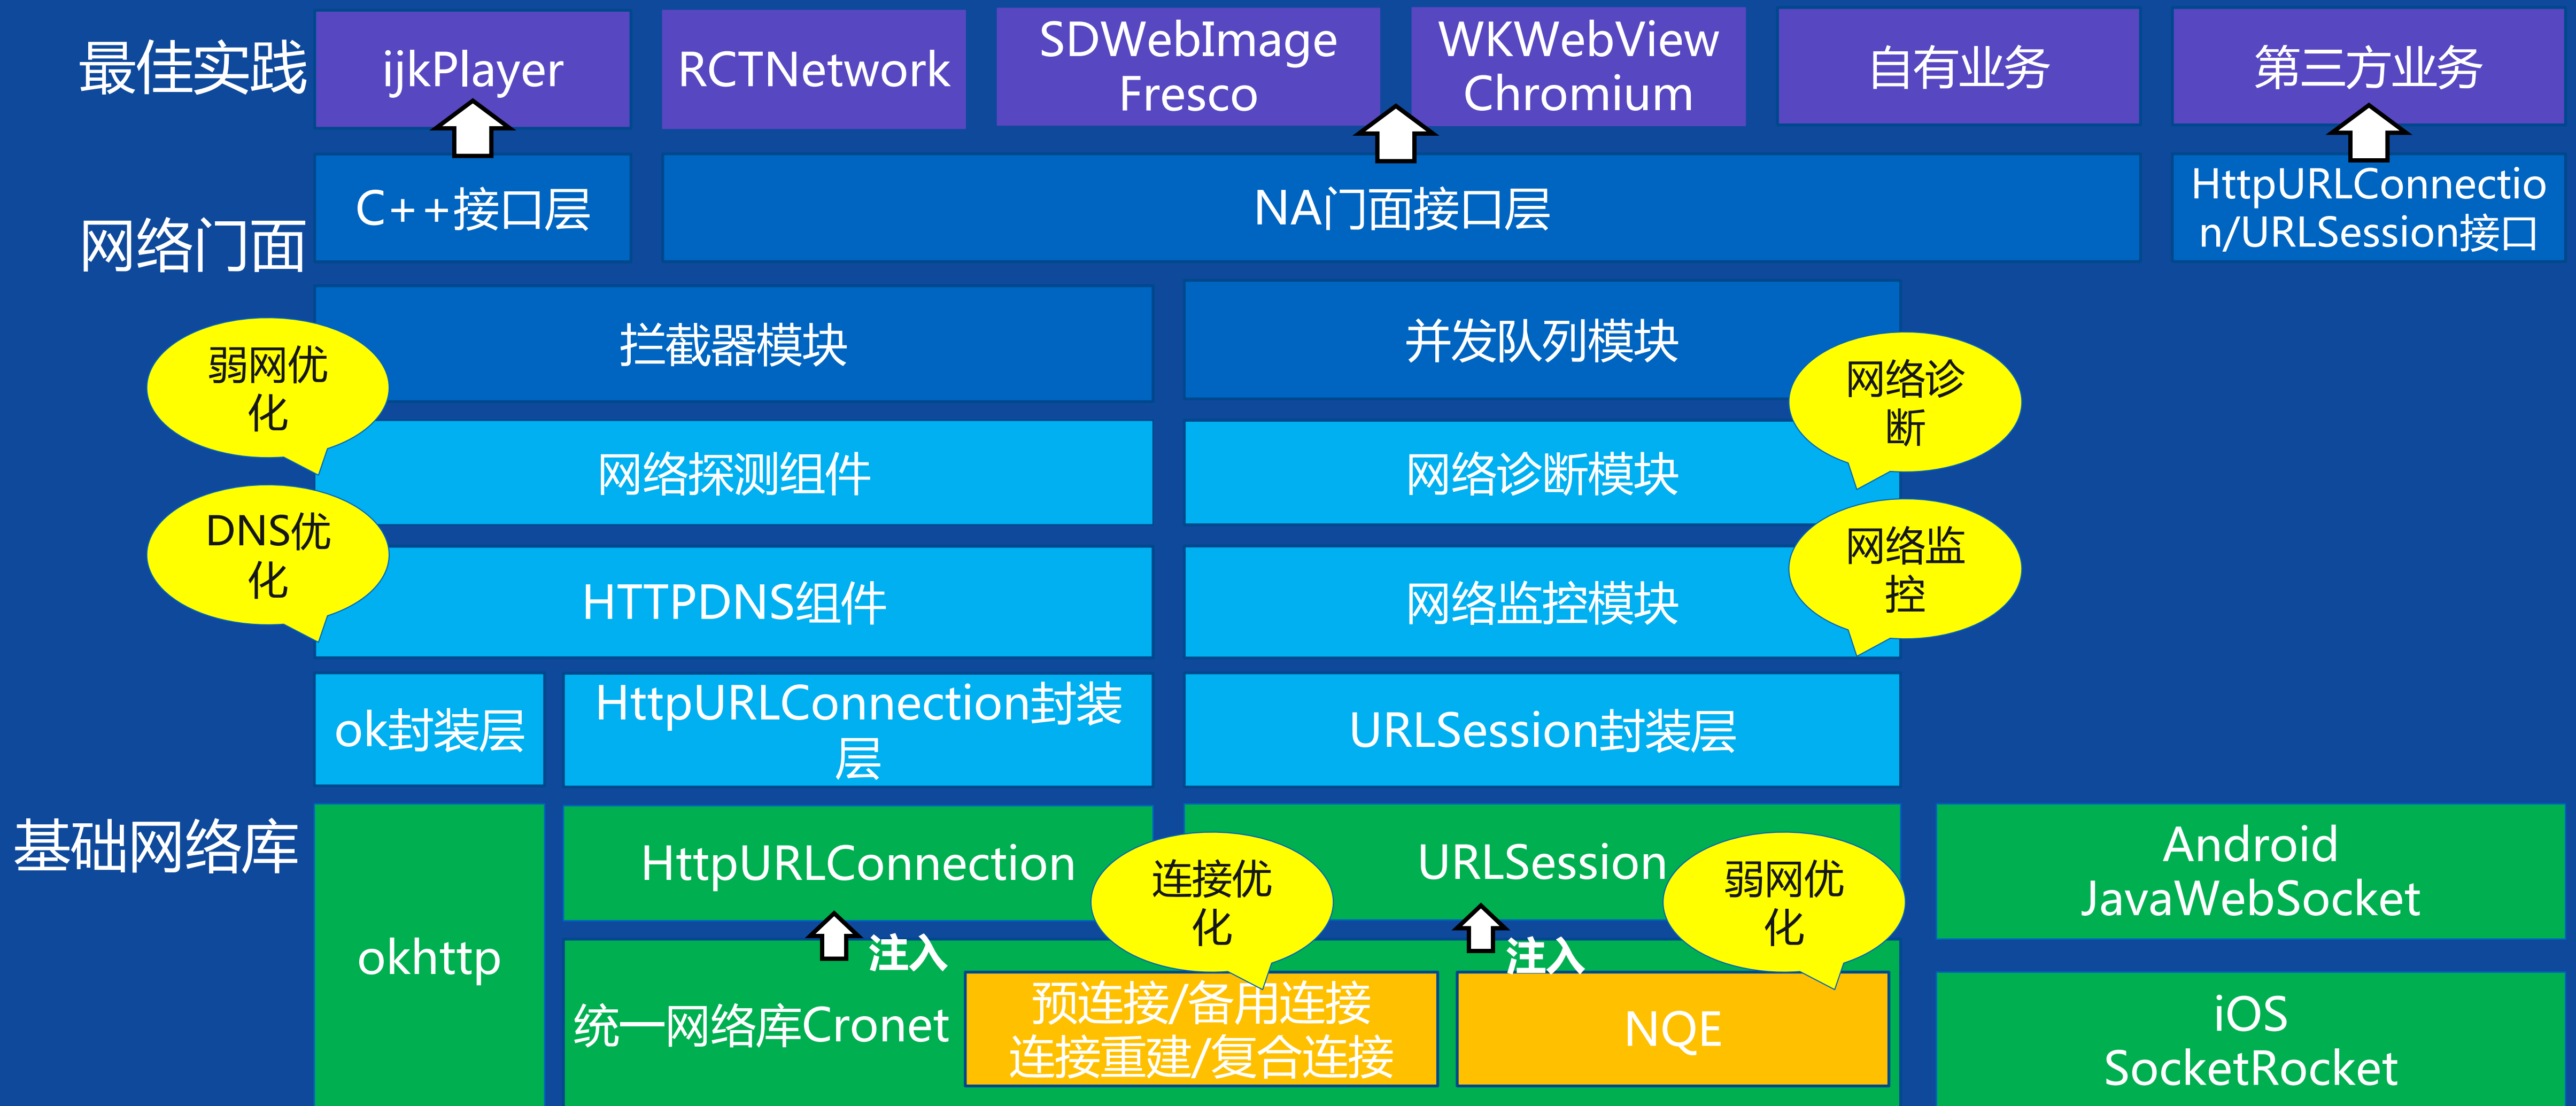 最佳实践
ijkPlayer
RCTNetwork
SDWebImage
Fresco
WKWebView
Chromium
自有业务
第三方业务
网络门面
C++接口层
NA门面接口层
HttpURLConnectio
n/URLSession接口
拦截器模块
并发队列模块
弱网优
化
网络诊
断
网络探测组件
网络诊断模块
DNS优
化
网络监
控
HTTPDNS组件
网络监控模块
ok封装层
HttpURLConnection封装
层
URLSession封装层
基础网络库
okhttp
HttpURLConnection
连接优
化
URLSession
弱网优
化
Android
JavaWebSocket
注入
注入
统一网络库Cronet
预连接/备用连接
连接重建/复合连接
NQE
iOS
SocketRocket